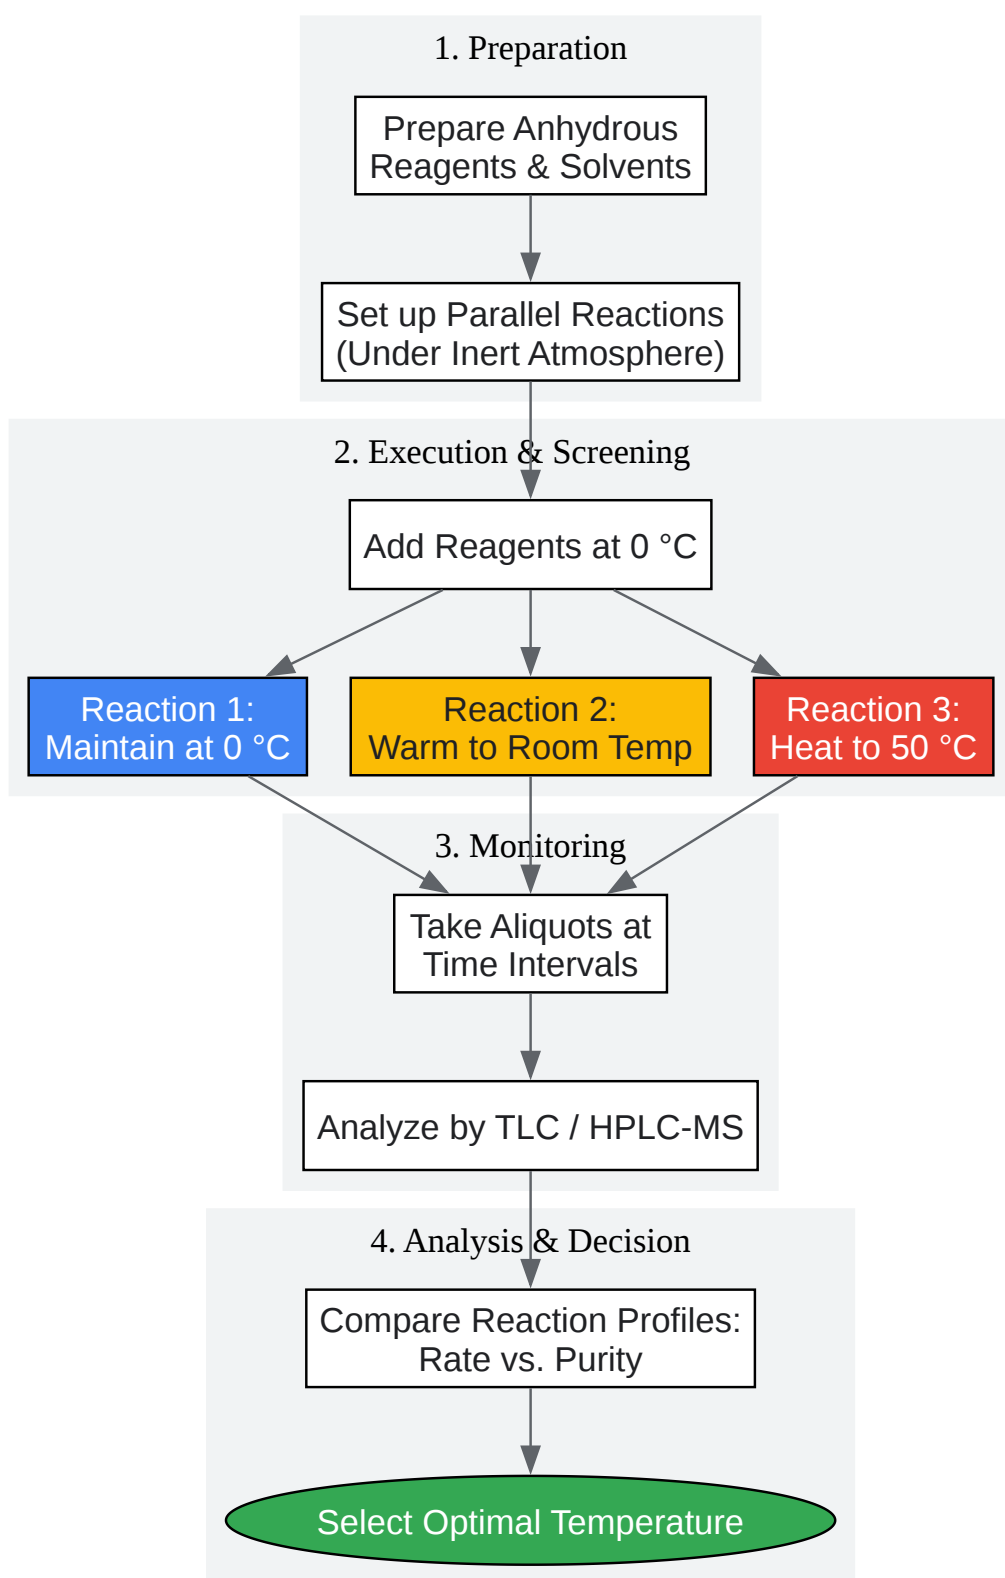 1. Preparation
Prepare Anhydrous
Reagents & Solvents
Set up Parallel Reactions
(Under Inert Atmosphere)
2. Execution & Screening
Add Reagents at 0 °C
Reaction 1:
Maintain at 0 °C
Reaction 2:
Warm to Room Temp
Reaction 3:
Heat to 50 °C
3. Monitoring
Take Aliquots at
Time Intervals
Analyze by TLC / HPLC-MS
4. Analysis & Decision
Compare Reaction Profiles:
Rate vs. Purity
Select Optimal Temperature